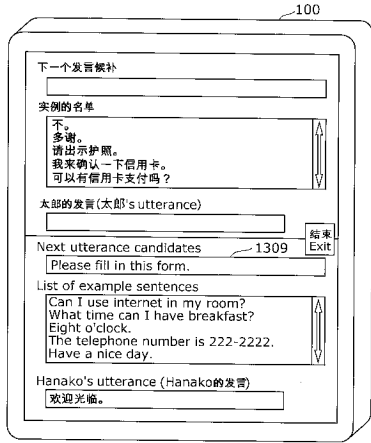 100
下一个发言候补
实例的名单
不。
多谢。
请出示护照。
我来确认一下信用卡。
可以有信用卡支付吗？
太郎的发言(太郎's utterance)
结束
Exit
Next utterance candidates
1309
Please fill in this form.
List of example sentences
Can I use internet in my room?
What time can I have breakfast?
Eight o'clock.
The telephone number is 222-2222.
Have a nice day.
Hanako's utterance (Hanako的发言)
欢迎光临。